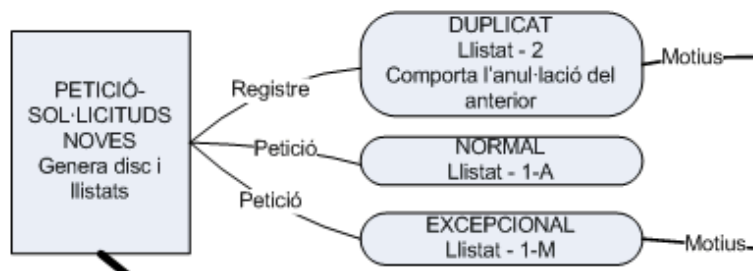 PETICIÓ-
SOL·LICITUDS
NOVES
Genera disc i
llistats
Registre
Petició
Petició
DUPLICAT
Llistat - 2
Comporta l'anul·lació del
anterior
Motius
NORMAL
Llistat - 1-A
EXCEPCIONAL
Llistat - 1-M
Motius